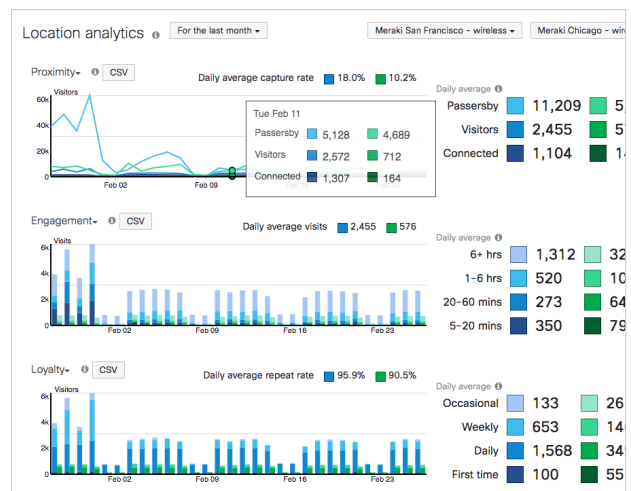 Location analytics
For the last month
Meraki San Francisco - wireless
Meraki Chicago -
Proximity
CSV
Daily average capture rate 18.0% 10.2%
Visitors
60k
40k
20k
0
Feb 02
Feb 09
Tue Feb 11
Passerby 5,128 4,689
Visitors 2,572 712
Connected 1,307 164
Daily average
Passersby 11,209
Visitors 2,455
Connected 1,104
Engagement
CSV
Daily average visits 2,455 576
Visits
6k
4k
2k
0
Feb 02
Feb 09
Feb 16
Feb 23
Daily average
6+ hrs 1,312
1-6 hrs 520
20-60 mins 273
5-20 mins 350
Loyalty
CSV
Daily average repeat rate 95.9% 90.5%
Visitors
6k
4k
2k
0
Feb 02
Feb 09
Feb 16
Feb 23
Daily average
Occasional 133
Weekly 653
Daily 1,568
First time 100